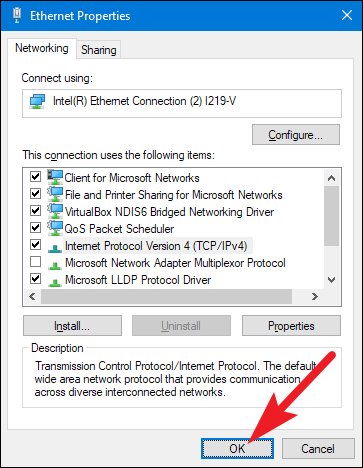 Ethernet Properties
Networking
Sharing
Connect using:
Intel(R) Ethernet Connection (2) I219-V
Configure...
This connection uses the following items:
Client for Microsoft Networks
File and Printer Sharing for Microsoft Networks
VirtualBox NDIS6 Bridged Networking Driver
QoS Packet Scheduler
Internet Protocol Version 4 (TCP/IPv4)
Microsoft Network Adapter Multiplexor Protocol
Microsoft LLDP Protocol Driver
Install...
Uninstall
Properties
Description
Transmission Control Protocol/Internet Protocol. The default
wide area network protocol that provides communication
across diverse interconnected networks.
OK
Cancel